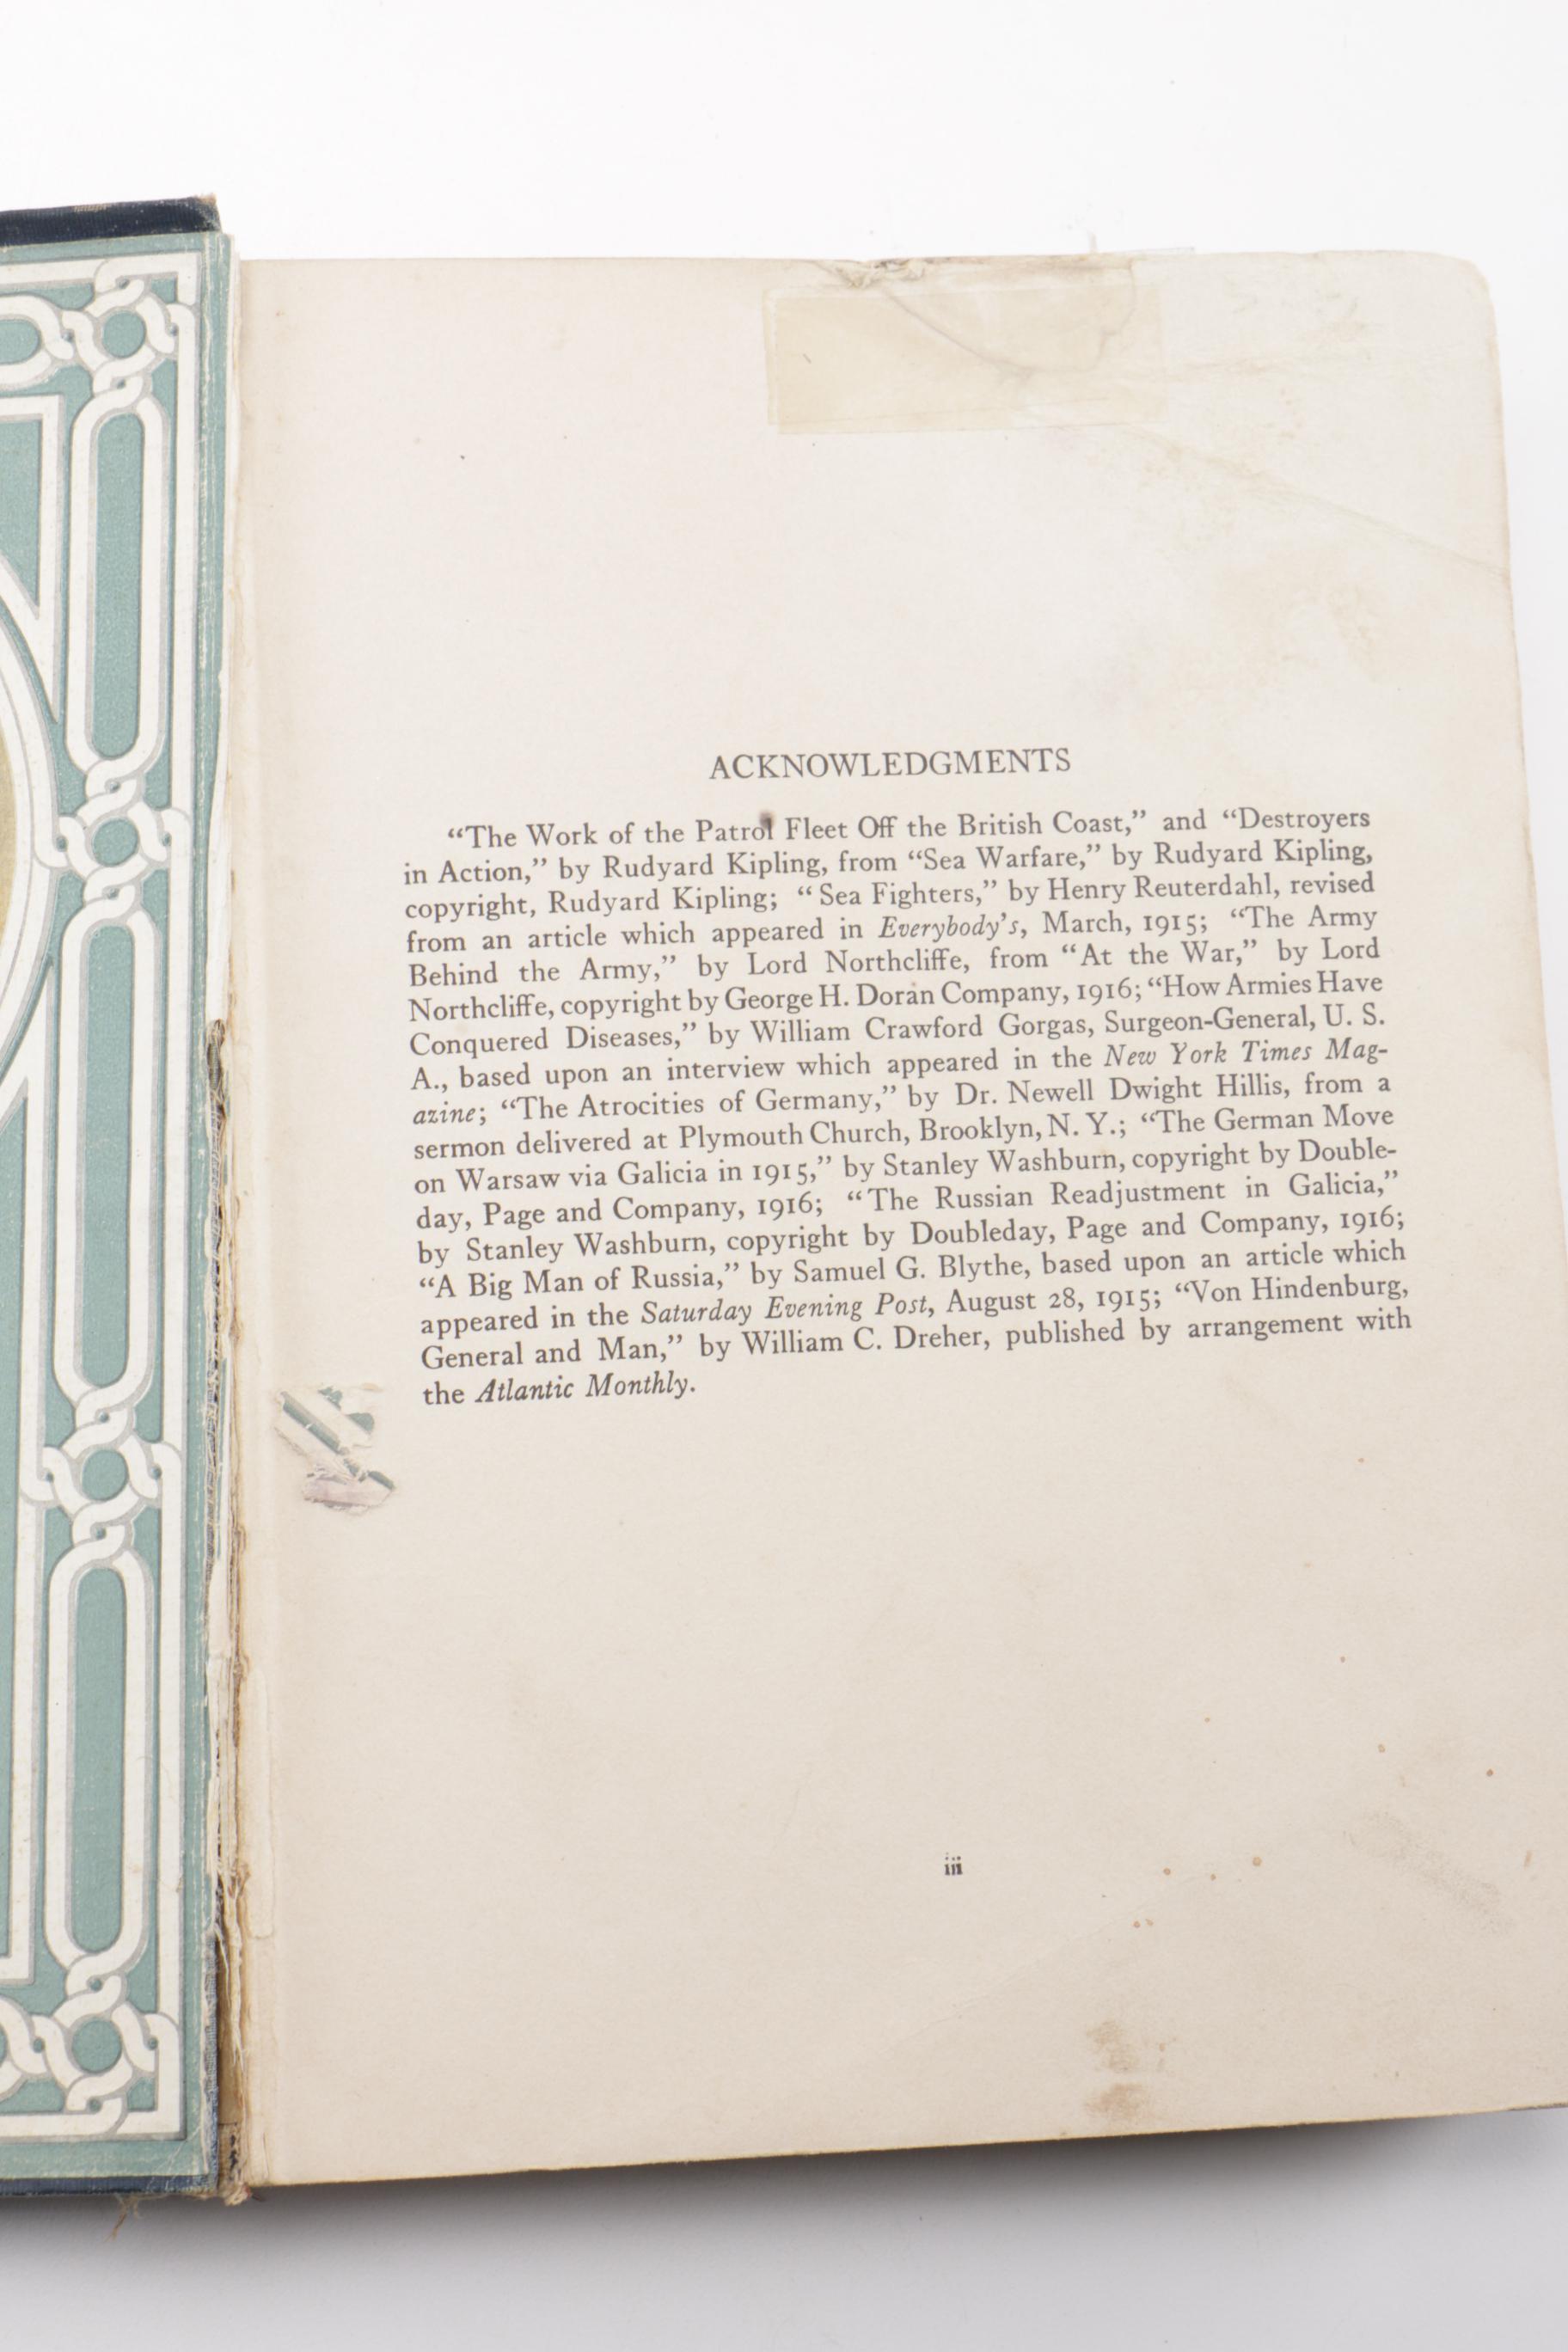 ACKNOWLEDGMENTS
“The Work of the Patrol Fleet Off the British Coast,” and “Destroyers
in Action,” by Rudyard Kipling, from “Sea Warfare,” by Rudyard Kipling,
copyright, Rudyard Kipling; “Sea Fighters,” by Henry Reuterdahl, revised
from an article which appeared in Everybody’s, March, 1915; “The Army
Behind the Army,” by Lord Northcliffe, from “At the War,” by Lord
Northcliffe, copyright by George H. Doran Company, 1916; “How Armies Have
Conquered Diseases,” by William Crawford Gorgas, Surgeon-General, U. S.
A., based upon an interview which appeared in the New York Times Mag-
azine; “The Atrocities of Germany,” by Dr. Newell Dwight Hillis, from a
sermon delivered at Plymouth Church, Brooklyn, N. Y.; “The German Move
on Warsaw via Galicia in 1915,” by Stanley Washburn, copyright by Double-
day, Page and Company, 1916; “The Russian Readjustment in Galicia,”
by Stanley Washburn, copyright by Doubleday, Page and Company, 1916;
“A Big Man of Russia,” by Samuel G. Blythe, based upon an article which
appeared in the Saturday Evening Post, August 28, 1915; “Von Hindenburg,
General and Man,” by William C. Dreher, published by arrangement with
the Atlantic Monthly.
iii